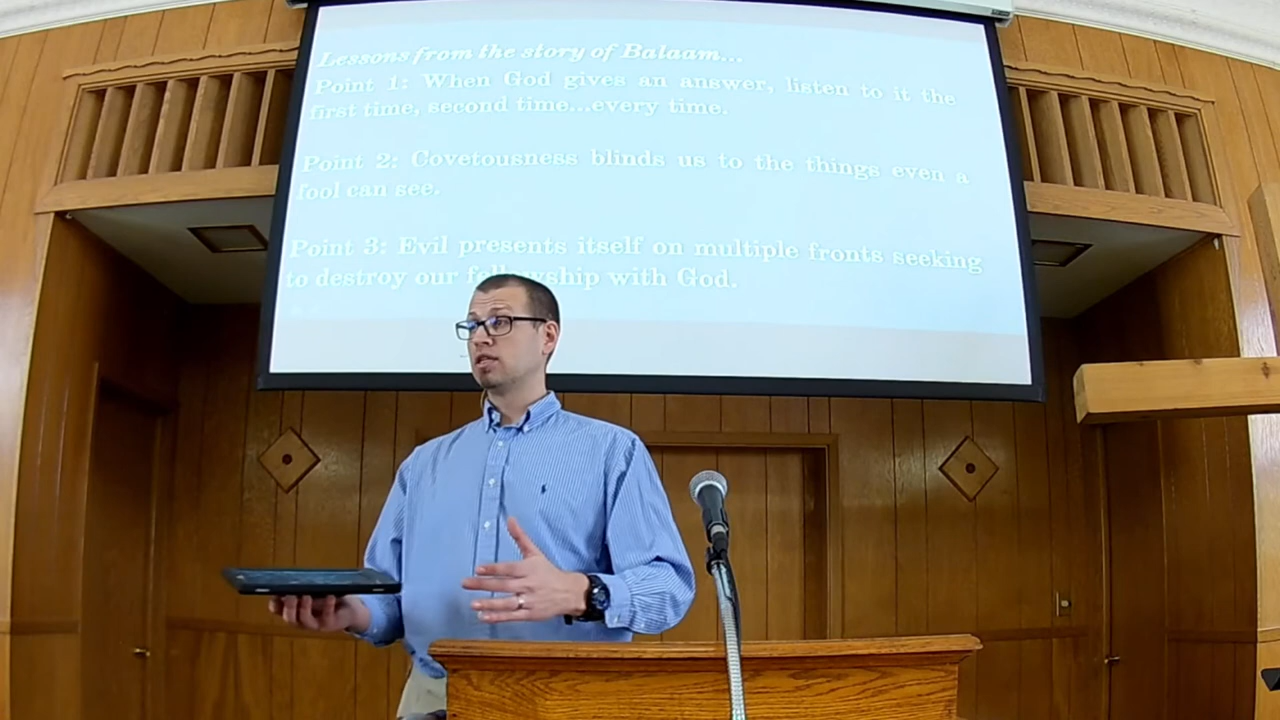 Lessons from the story of Balaam...
Point 1: When God gives an answer, listen to it the
first time, second time...every time.
Point 2: Covetousness blinds us to the things even a
fool can see.
Point 3: Evil presents itself on multiple fronts seeking
to destroy our fellowship with God.